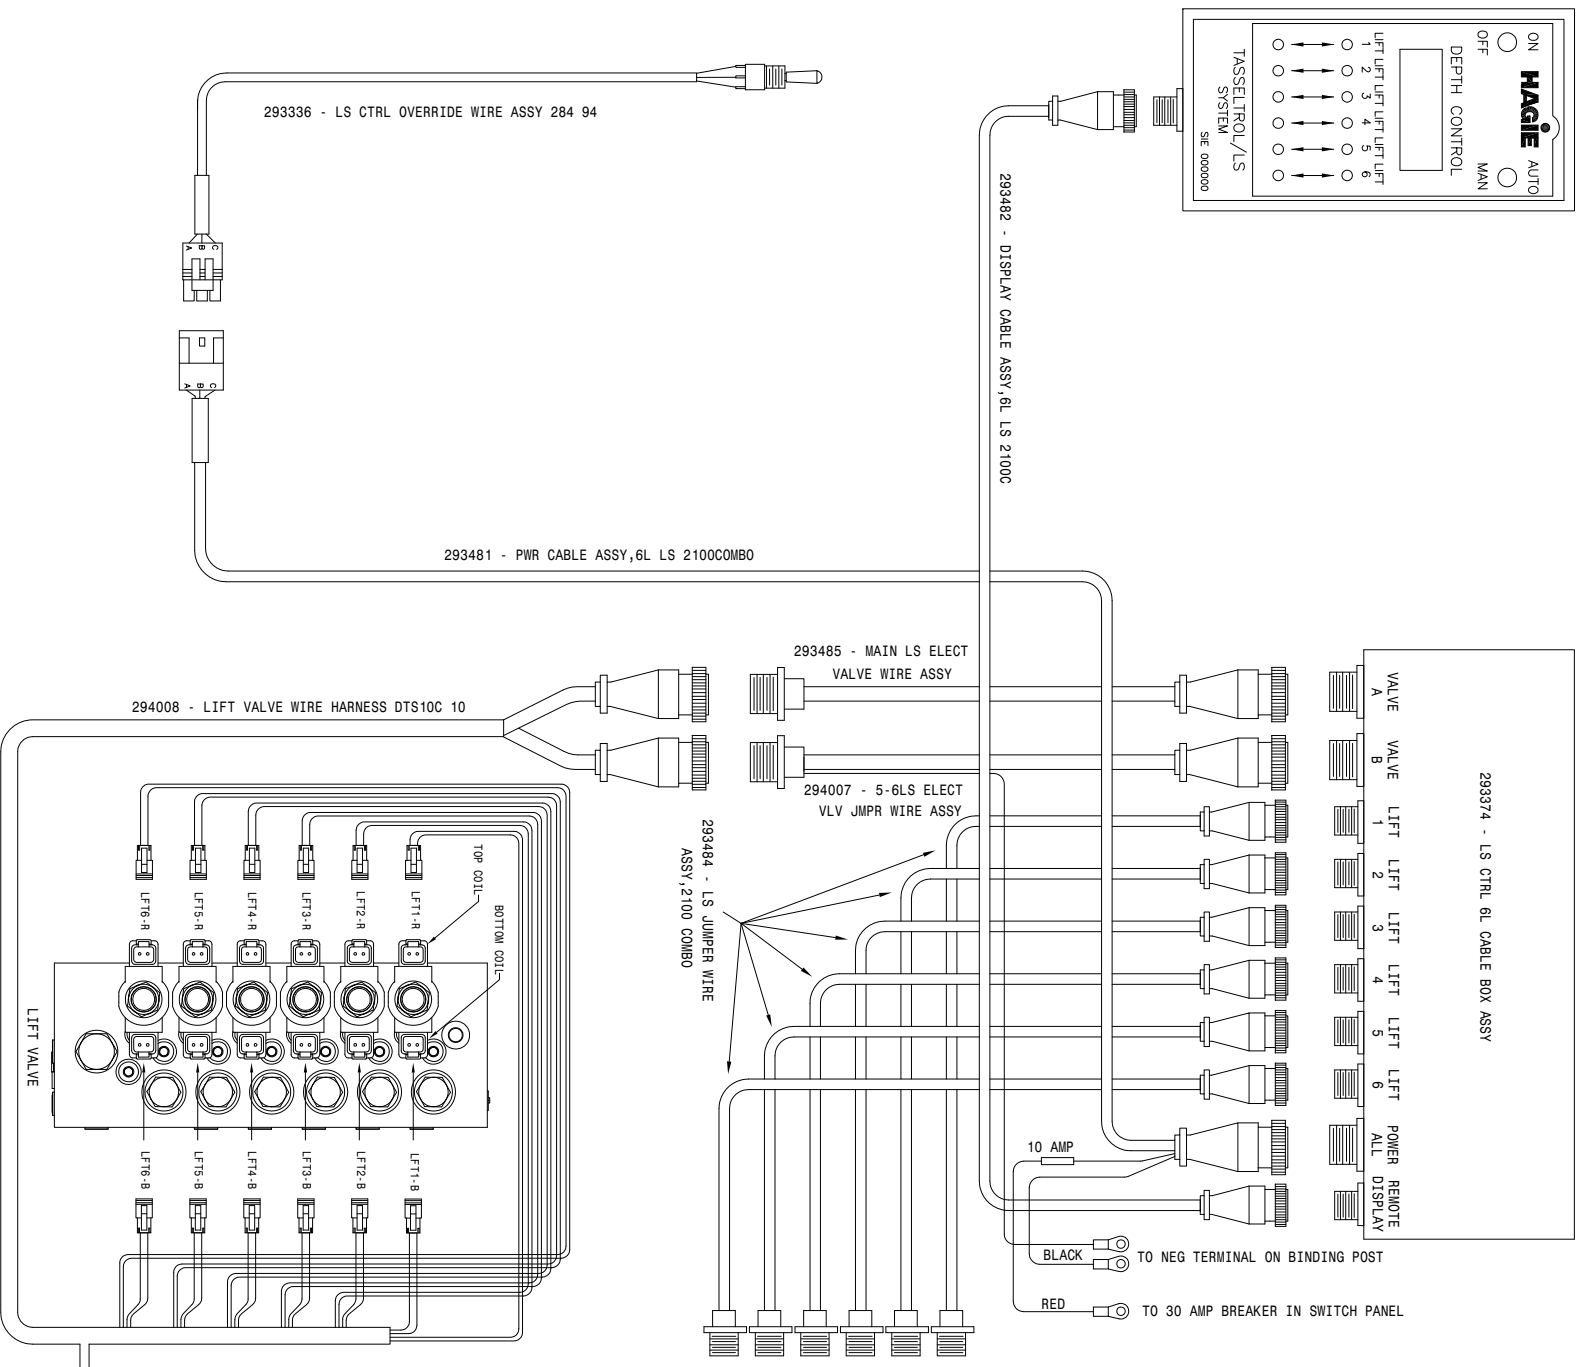 ON
OFF
HAGIE
AUTO
MAN
DEPTH CONTROL
LIFT LIFT LIFT LIFT LIFT LIFT
1 2 3 4 5 6
TASSELTROL/LS
SYSTEM
SIE 000000
293336 - LS CTRL OVERRIDE WIRE ASSY 284 94
A B C
A B C
293482 - DISPLAY CABLE ASSY,6L LS 2100C
293481 - PWR CABLE ASSY,6L LS 2100COMBO
293485 - MAIN LS ELECT
VALVE WIRE ASSY
294008 - LIFT VALVE WIRE HARNESS DTS10C 10
294007 - 5-6LS ELECT
VLV JMPR WIRE ASSY
293484 - LS JUMPER WIRE
ASSY,2100 COMBO
293374 - LS CTRL 6L CABLE BOX ASSY
VALVE
A
VALVE
B
LIFT
1
LIFT
2
LIFT
3
LIFT
4
LIFT
5
LIFT
6
POWER
ALL
REMOTE
DISPLAY
TOP COIL
BOTTOM COIL
LFT6-R
LFT5-R
LFT4-R
LFT3-R
LFT2-R
LFT1-R
LIFT VALVE
LFT6-B
LFT5-B
LFT4-B
LFT3-B
LFT2-B
LFT1-B
10 AMP
BLACK
TO NEG TERMINAL ON BINDING POST
RED
TO 30 AMP BREAKER IN SWITCH PANEL